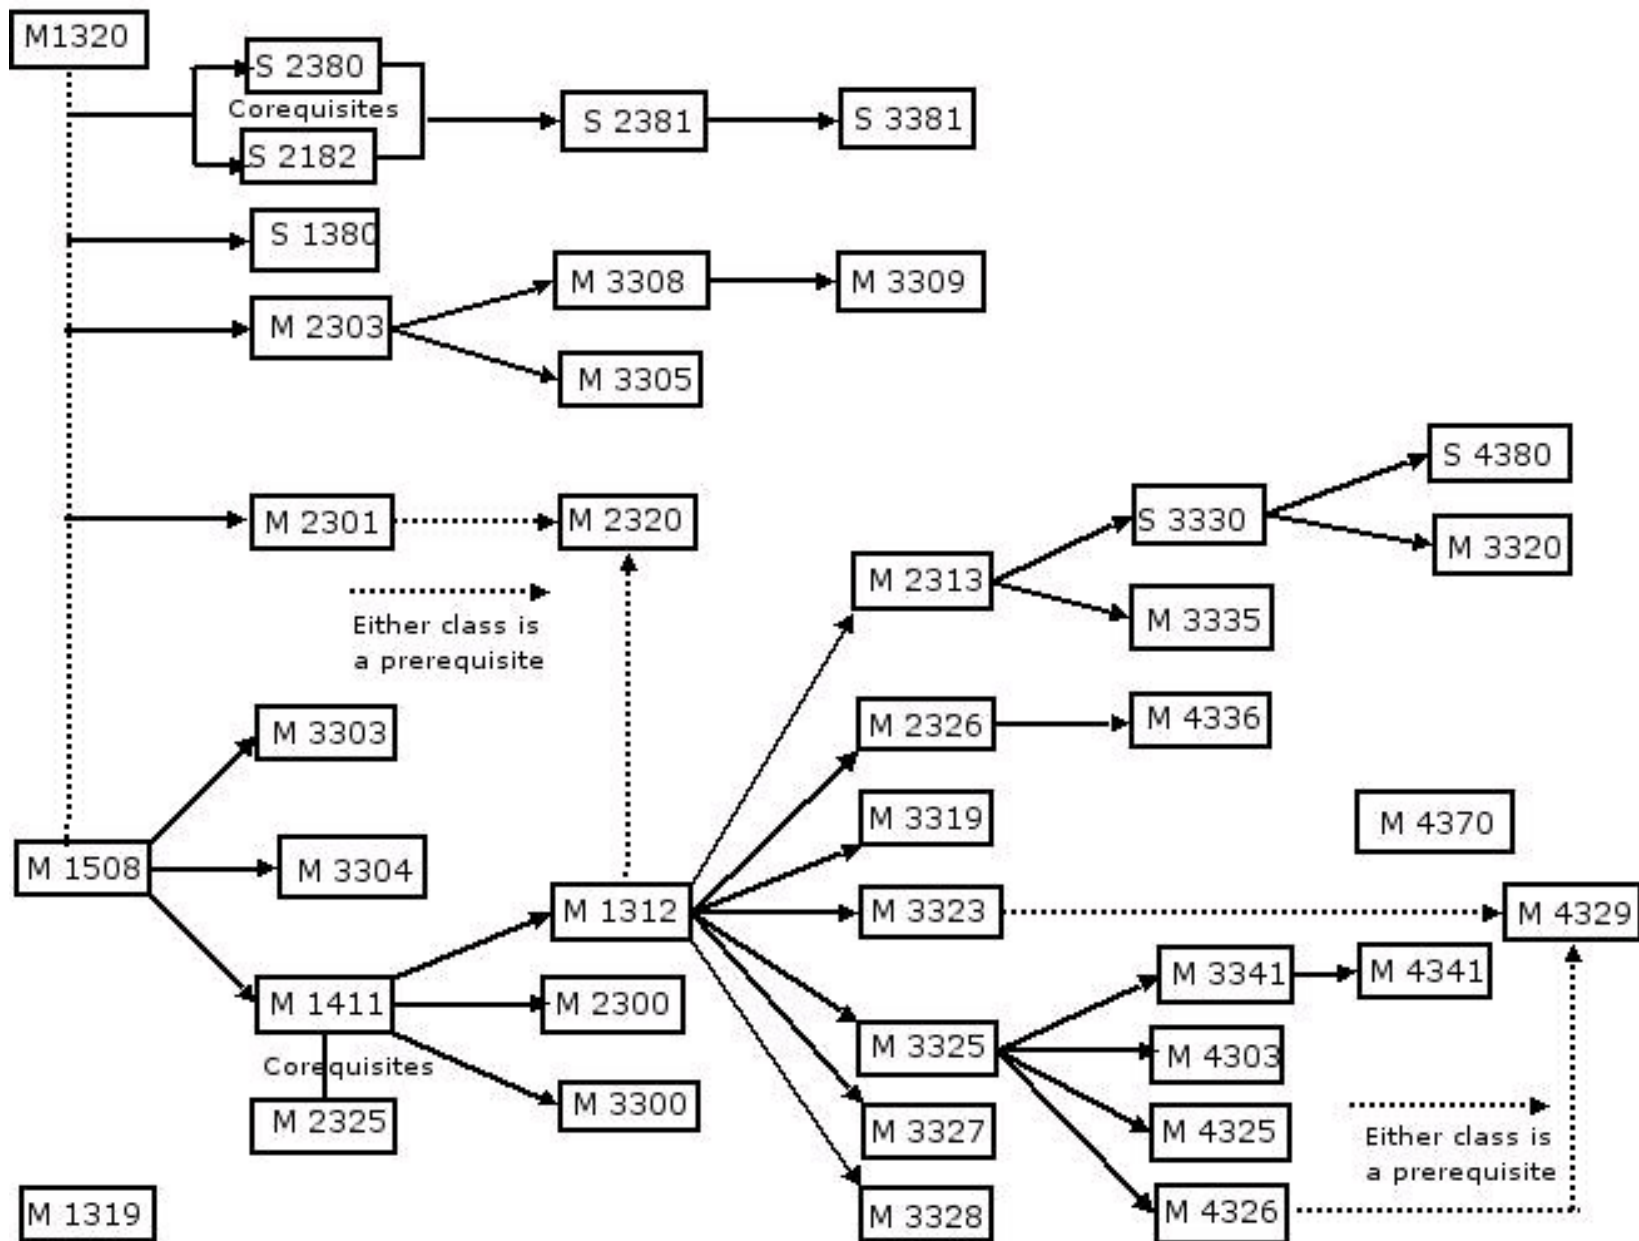 M1320
S 2380
Corequisites
S 2182
S 2381
S 3381
S 1380
M 2303
M 3308
M 3309
M 3305
M 2301
M 2320
Either class is
a prerequisite
M 2313
S 3330
S 4380
M 3320
M 3335
M 3303
M 2326
M 4336
M 3319
M 4370
M 1508
M 3304
M 1312
M 3323
M 4329
M 1411
Corequisites
M 2325
M 2300
M 3300
M 3325
M 3341
M 4341
M 4303
M 4325
M 4326
Either class is
a prerequisite
M 3327
M 3328
M 1319